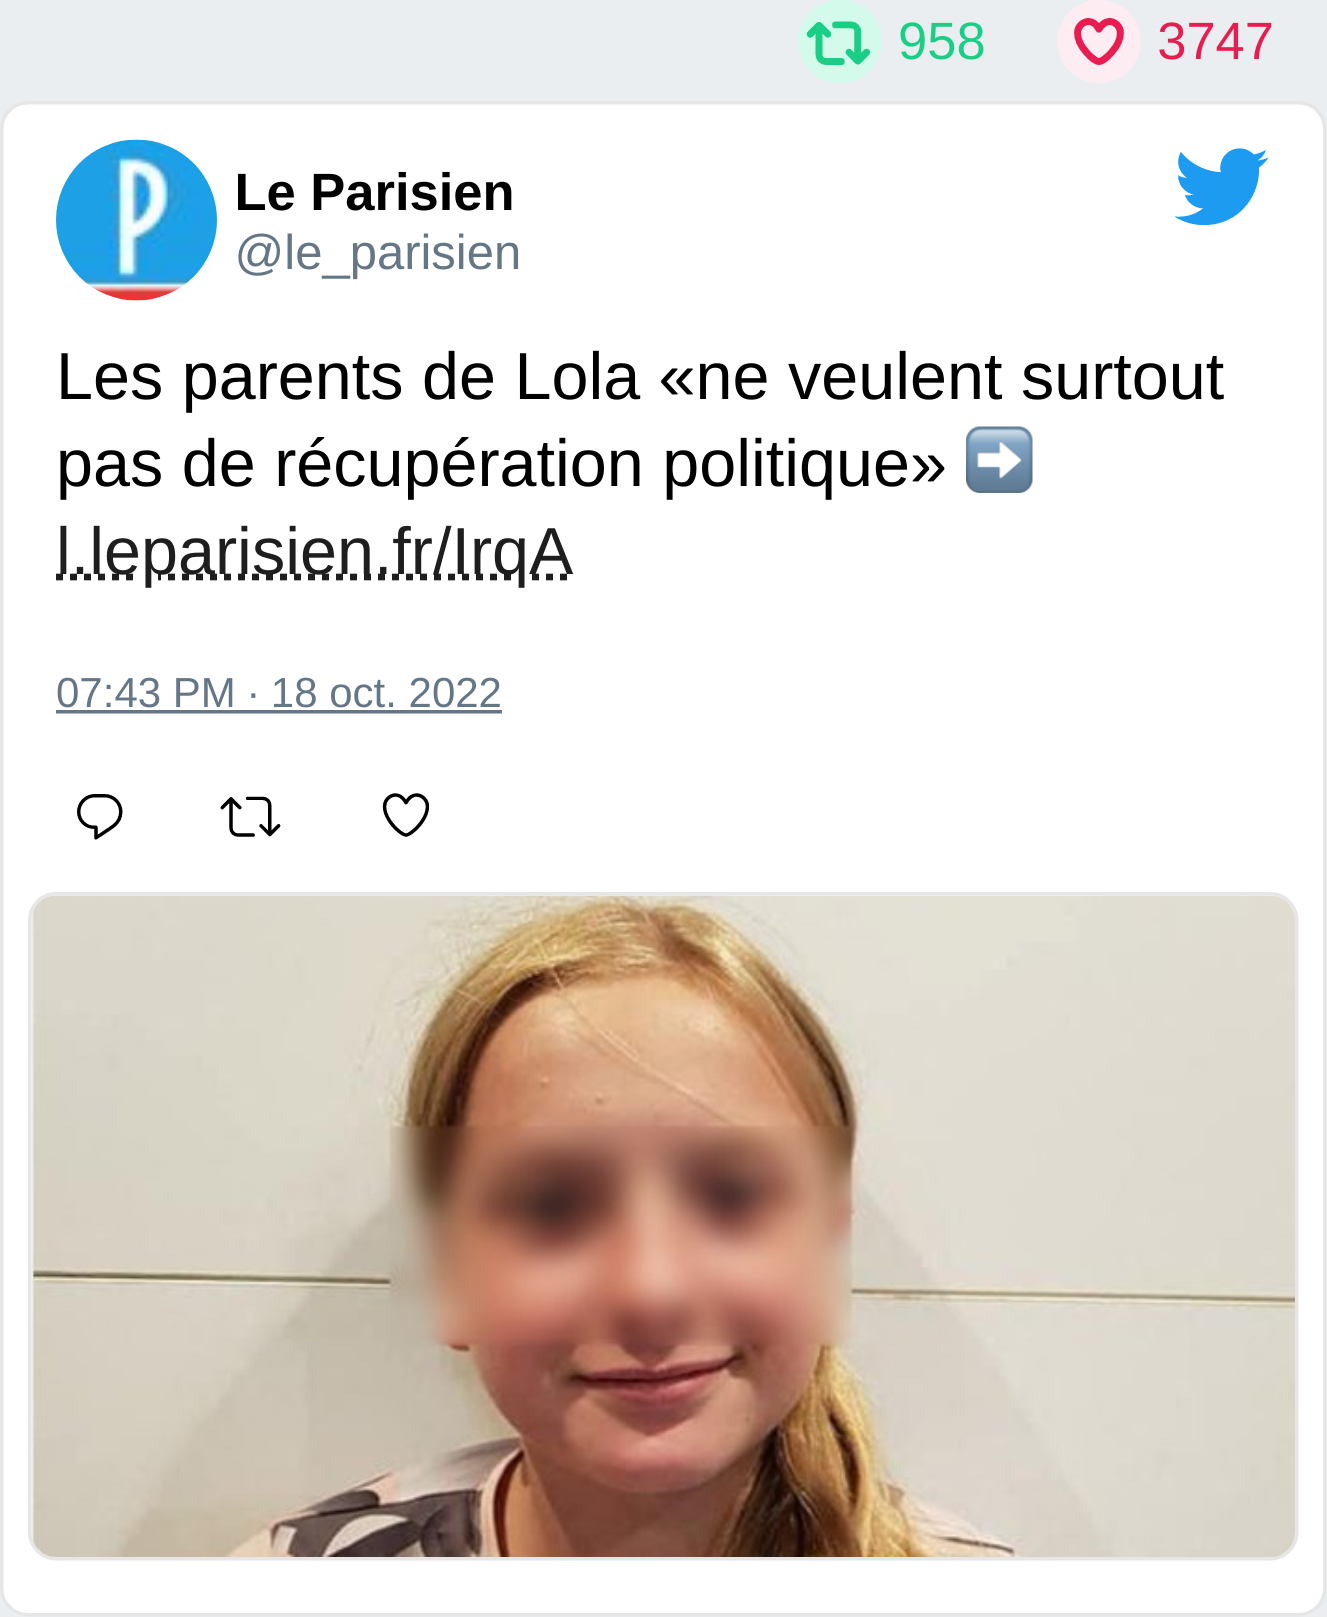 958 3747
P
Le Parisien
@le_parisien
Les parents de Lola «ne veulent surtout
pas de récupération politique» ➡️
l.leparisien.fr/IrqA
07:43 PM · 18 oct. 2022